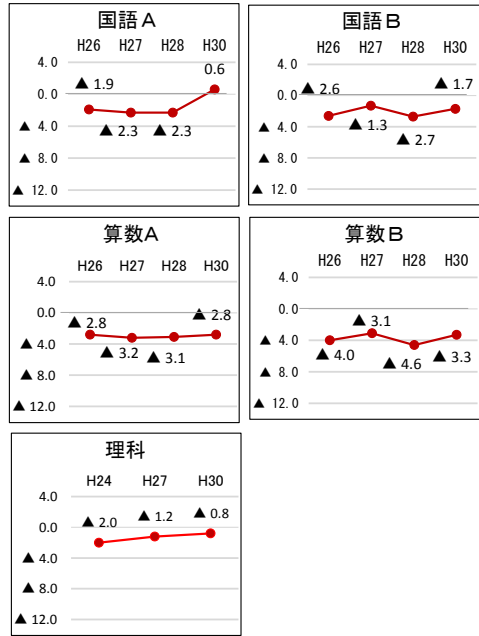 国語A
H26 H27 H28 H30
4.0
▲ 1.9
0.6
0.0
▲ 2.3 ▲ 2.3
▲ 4.0
▲ 8.0
▲ 12.0
国語B
H26 H27 H28 H30
4.0
▲ 2.6
▲ 1.7
0.0
▲ 1.3
▲ 2.7
▲ 4.0
▲ 8.0
▲ 12.0
算数A
H26 H27 H28 H30
4.0
0.0
▲ 2.8
▲ 2.8
▲ 3.2 ▲ 3.1
▲ 4.0
▲ 8.0
▲ 12.0
算数B
H26 H27 H28 H30
4.0
0.0
▲ 3.1
▲ 4.0
▲ 4.6
▲ 3.3
▲ 4.0
▲ 8.0
▲ 12.0
理科
H24 H27 H30
4.0
▲ 2.0 ▲ 1.2 ▲ 0.8
0.0
▲ 4.0
▲ 8.0
▲ 12.0